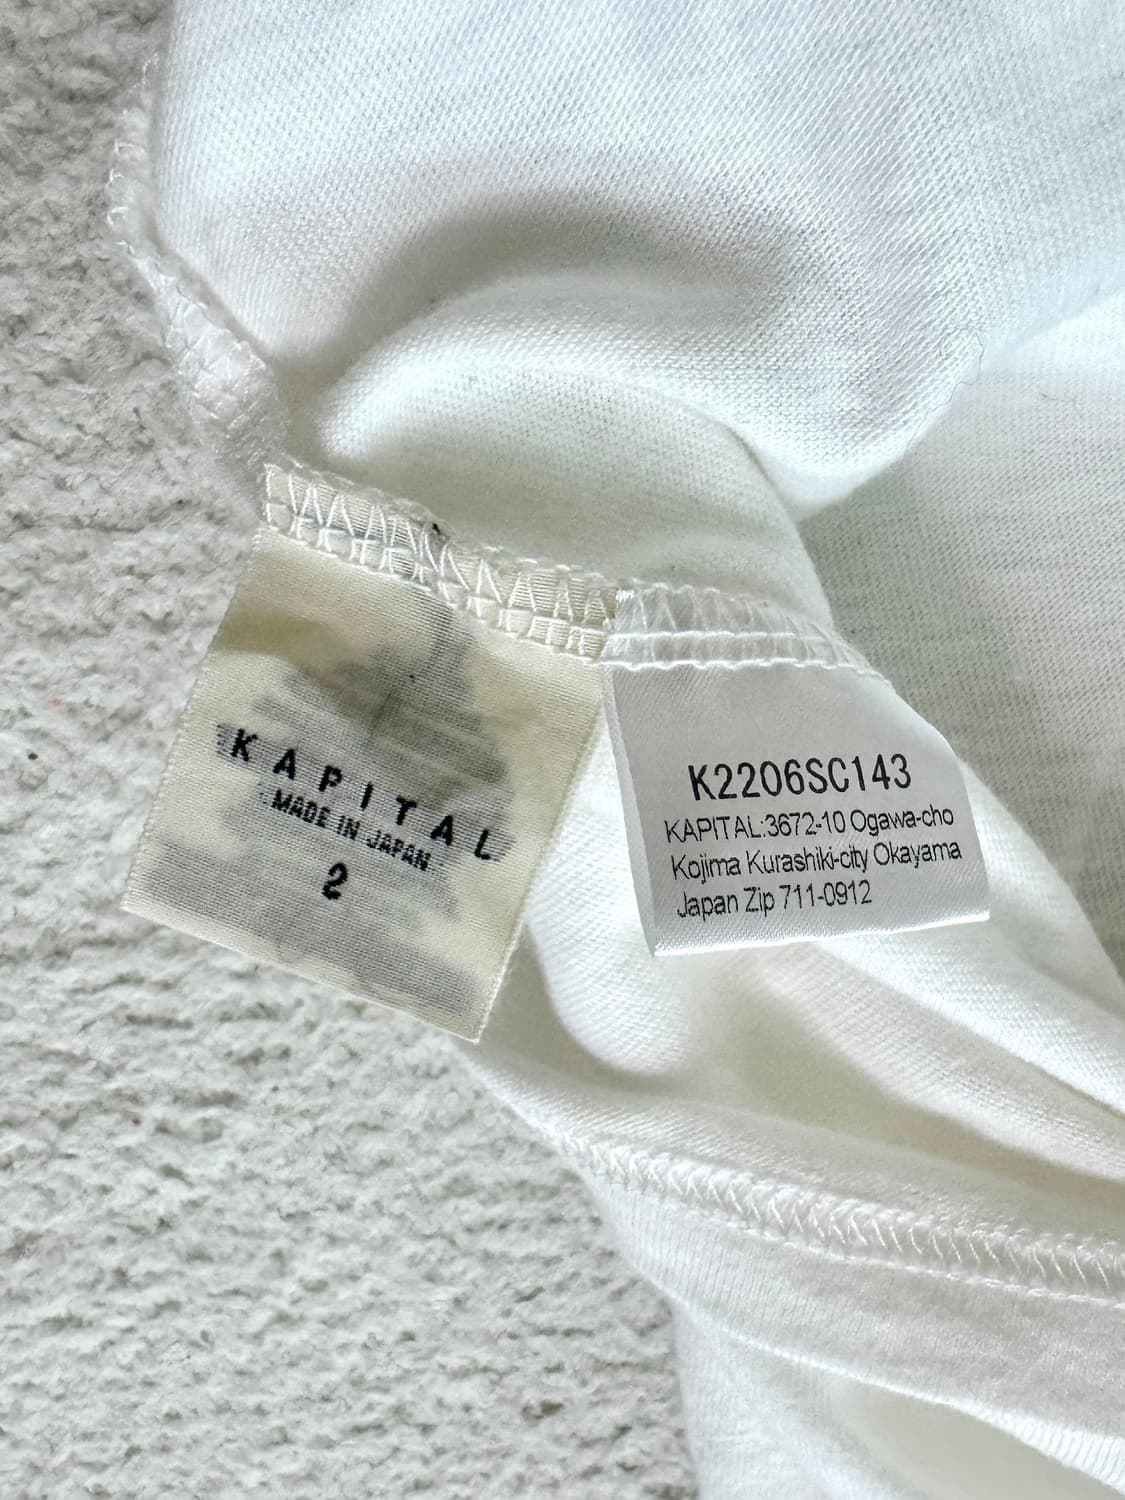 KAPITAL
MADE IN JAPAN
2
K2206SC143
KAPITAL:3672-10 Ogawa-cho
Kojima Kurashiki-city Okayama
Japan Zip 711-0912